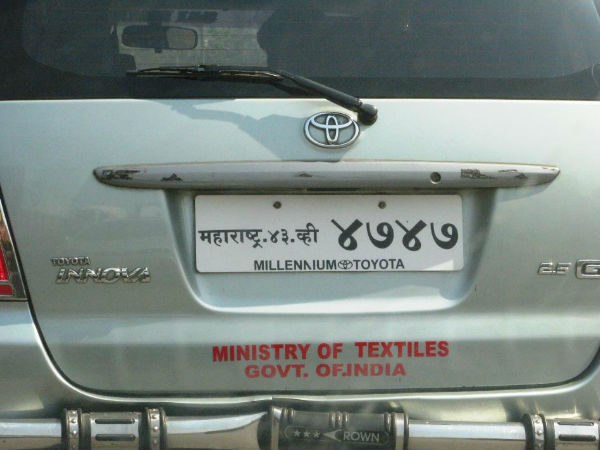 महाराष्ट्र.४३.व्ही ४७४७
MILLENNIUM TOYOTA
TOYOTA
INNOVA
2.5 G
MINISTRY OF TEXTILES
GOVT. OF.INDIA
CROWN